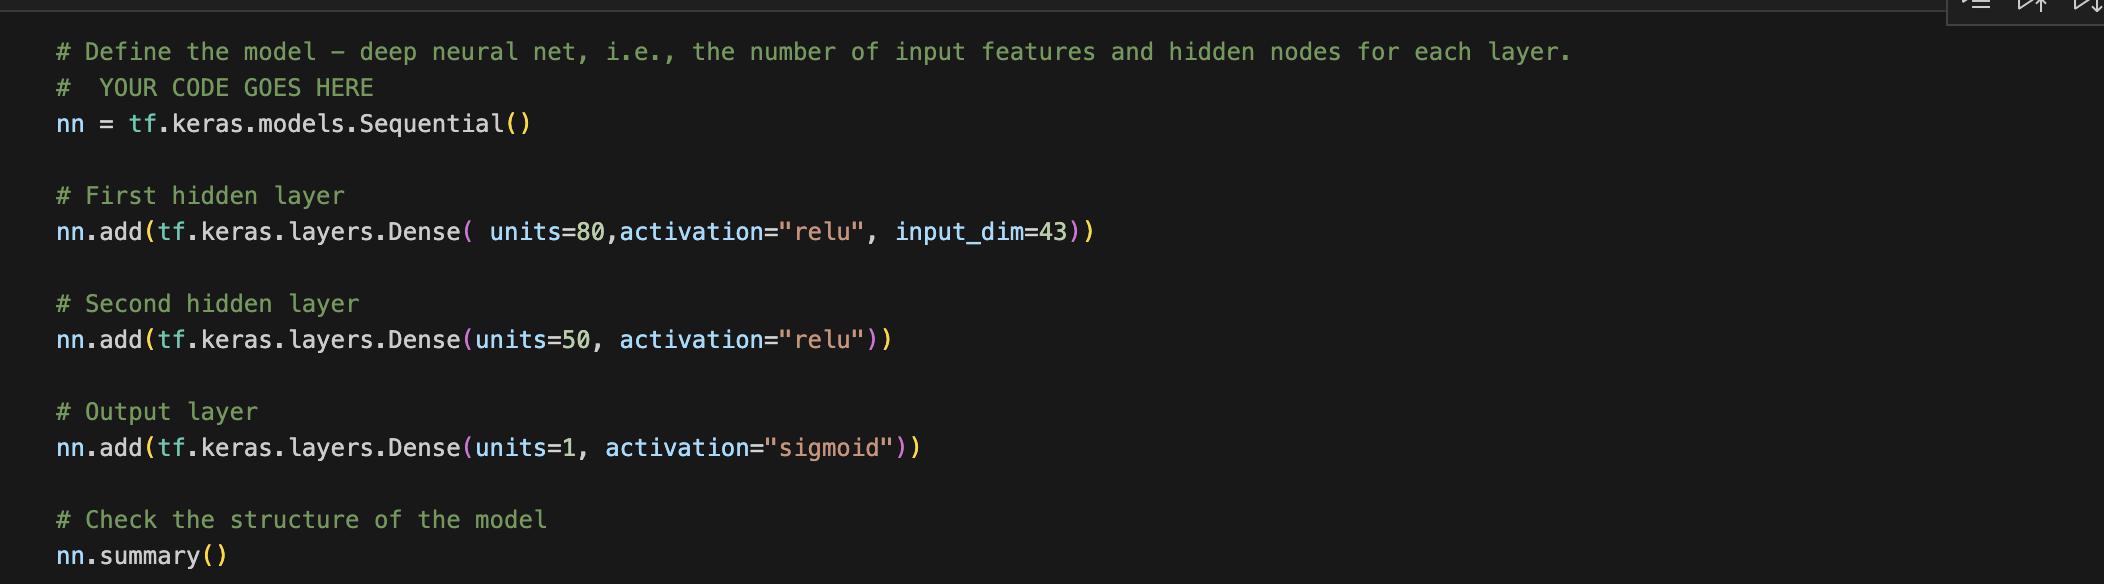 # Define the model – deep neural net, i.e., the number of input features and hidden nodes for each layer.
#  YOUR CODE GOES HERE
nn = tf.keras.models.Sequential()
# First hidden layer
nn.add(tf.keras.layers.Dense( units=80,activation="relu", input_dim=43))
# Second hidden layer
nn.add(tf.keras.layers.Dense(units=50, activation="relu"))
# Output layer
nn.add(tf.keras.layers.Dense(units=1, activation="sigmoid"))
# Check the structure of the model
nn.summary()